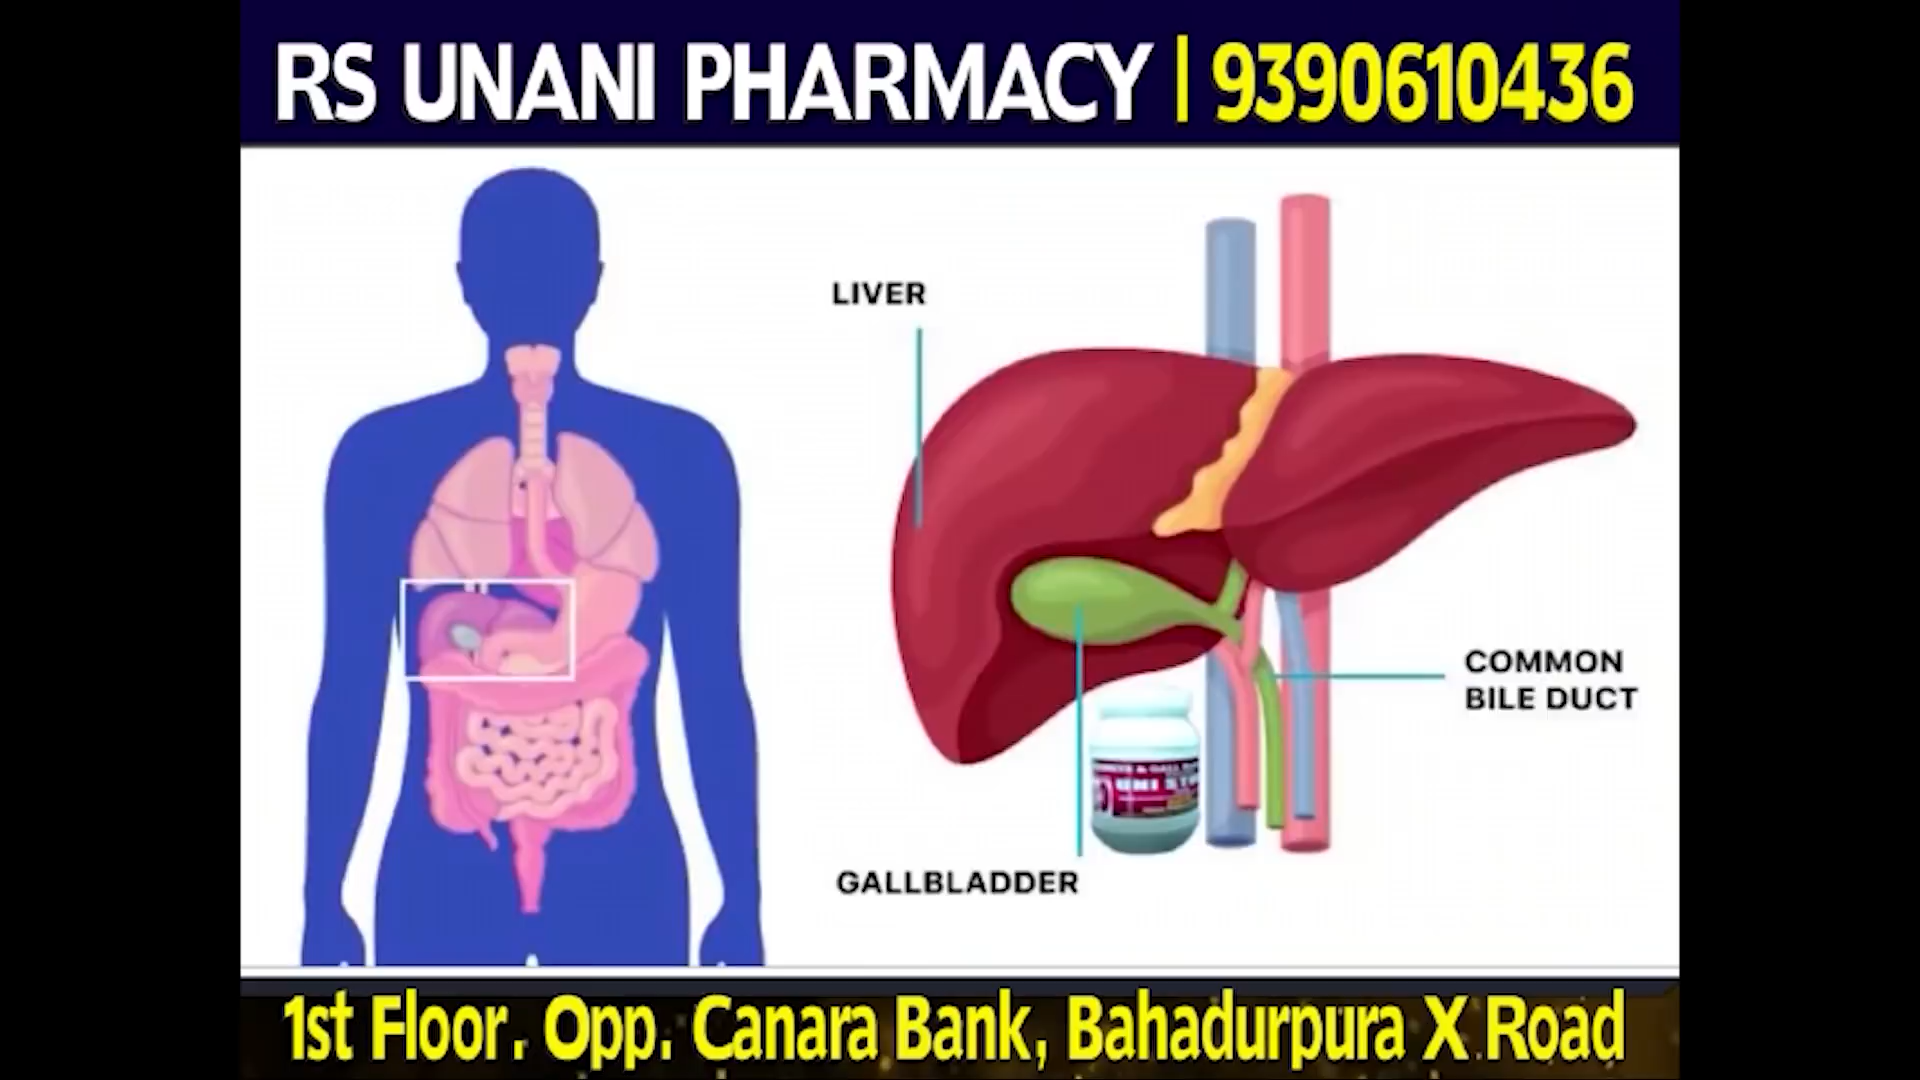 RS UNANI PHARMACY | 9390610436
LIVER
COMMON
BILE DUCT
GALLBLADDER
1st Floor. Opp. Canara Bank, Bahadurpura X Road